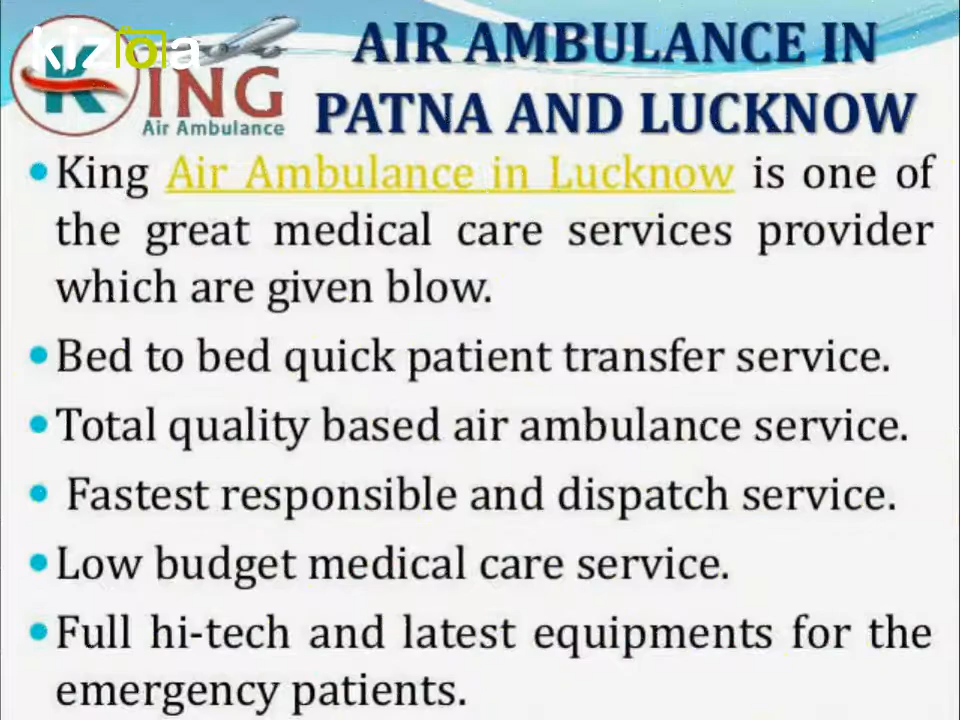 kizoa
KING
Air Ambulance
AIR AMBULANCE IN
PATNA AND LUCKNOW
King Air Ambulance in Lucknow is one of
the great medical care services provider
which are given blow.
Bed to bed quick patient transfer service.
Total quality based air ambulance service.
Fastest responsible and dispatch service.
Low budget medical care service.
Full hi-tech and latest equipments for the
emergency patients.